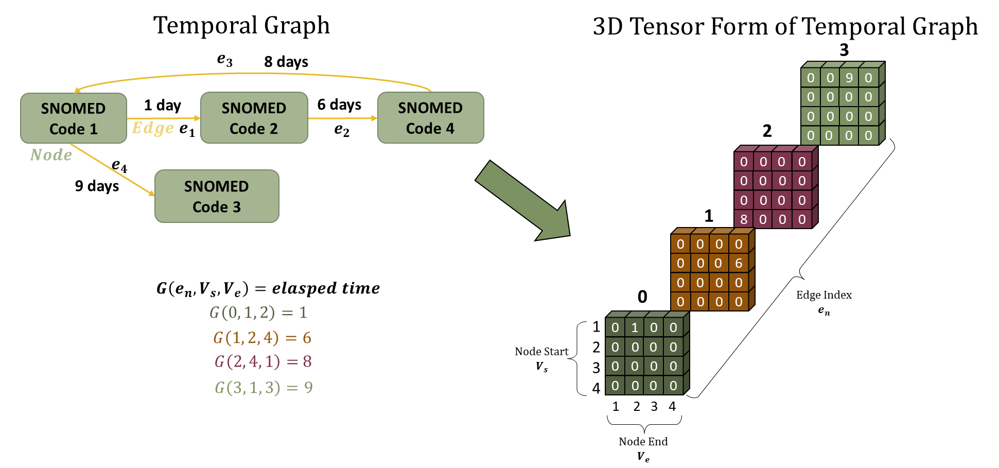 Temporal Graph
e3 8 days
SNOMED
Code 1
1 day
Edge e1
SNOMED
Code 2
6 days
e2
SNOMED
Code 4
Node
e4
9 days
SNOMED
Code 3
G(en, Vs, Ve) = elasped time
G(0, 1, 2) = 1
G(1, 2, 4) = 6
G(2, 4, 1) = 8
G(3, 1, 3) = 9
3D Tensor Form of Temporal Graph
3
0 0 9 0
0 0 0 0
0 0 0 0
0 0 0 0
2
0 0 0 0
0 0 0 0
0 0 0 0
8 0 0 0
1
0 0 0 0
0 0 0 6
0 0 0 0
0 0 0 0
0
1 0 1 0 0
2 0 0 0 0
3 0 0 0 0
4 0 0 0 0
1 2 3 4
Node Start
Vs
Node End
Ve
Edge Index
en